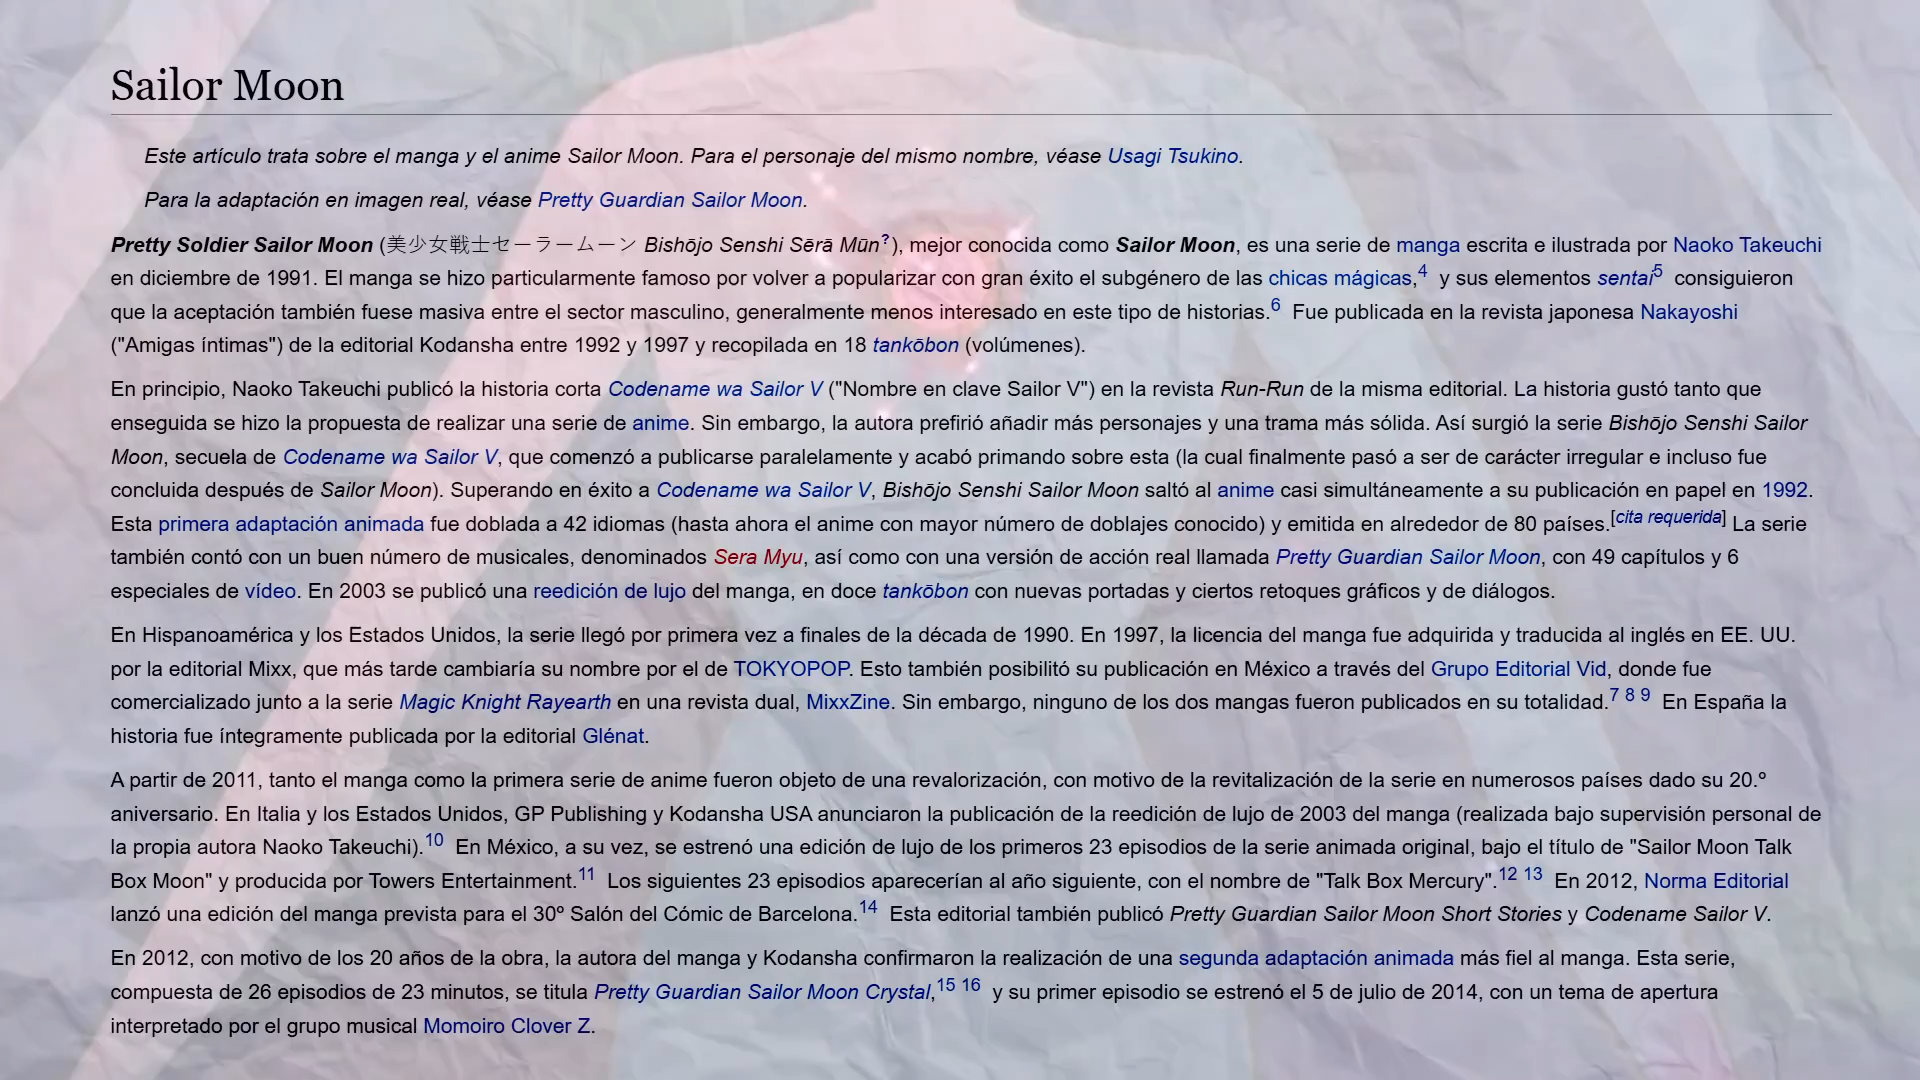 Sailor Moon
Este artículo trata sobre el manga y el anime Sailor Moon. Para el personaje del mismo nombre, véase Usagi Tsukino.
Para la adaptación en imagen real, véase Pretty Guardian Sailor Moon.
Pretty Soldier Sailor Moon (美少女戦士セーラームーン Bishōjo Senshi Sērā Mūn?), mejor conocida como Sailor Moon, es una serie de manga escrita e ilustrada por Naoko Takeuchi
en diciembre de 1991. El manga se hizo particularmente famoso por volver a popularizar con gran éxito el subgénero de las chicas mágicas,4 y sus elementos sentai5 consiguieron
que la aceptación también fuese masiva entre el sector masculino, generalmente menos interesado en este tipo de historias.6 Fue publicada en la revista japonesa Nakayoshi
("Amigas íntimas") de la editorial Kodansha entre 1992 y 1997 y recopilada en 18 tankōbon (volúmenes).
En principio, Naoko Takeuchi publicó la historia corta Codename wa Sailor V ("Nombre en clave Sailor V") en la revista Run-Run de la misma editorial. La historia gustó tanto que
enseguida se hizo la propuesta de realizar una serie de anime. Sin embargo, la autora prefirió añadir más personajes y una trama más sólida. Así surgió la serie Bishōjo Senshi Sailor
Moon, secuela de Codename wa Sailor V, que comenzó a publicarse paralelamente y acabó primando sobre esta (la cual finalmente pasó a ser de carácter irregular e incluso fue
concluida después de Sailor Moon). Superando en éxito a Codename wa Sailor V, Bishōjo Senshi Sailor Moon saltó al anime casi simultáneamente a su publicación en papel en 1992.
Esta primera adaptación animada fue doblada a 42 idiomas (hasta ahora el anime con mayor número de doblajes conocido) y emitida en alrededor de 80 países.[cita requerida] La serie
también contó con un buen número de musicales, denominados Sera Myu, así como con una versión de acción real llamada Pretty Guardian Sailor Moon, con 49 capítulos y 6
especiales de vídeo. En 2003 se publicó una reedición de lujo del manga, en doce tankōbon con nuevas portadas y ciertos retoques gráficos y de diálogos.
En Hispanoamérica y los Estados Unidos, la serie llegó por primera vez a finales de la década de 1990. En 1997, la licencia del manga fue adquirida y traducida al inglés en EE. UU.
por la editorial Mixx, que más tarde cambiaría su nombre por el de TOKYOPOP. Esto también posibilitó su publicación en México a través del Grupo Editorial Vid, donde fue
comercializado junto a la serie Magic Knight Rayearth en una revista dual, MixxZine. Sin embargo, ninguno de los dos mangas fueron publicados en su totalidad.7 8 9 En España la
historia fue íntegramente publicada por la editorial Glénat.
A partir de 2011, tanto el manga como la primera serie de anime fueron objeto de una revalorización, con motivo de la revitalización de la serie en numerosos países dado su 20.º
aniversario. En Italia y los Estados Unidos, GP Publishing y Kodansha USA anunciaron la publicación de la reedición de lujo de 2003 del manga (realizada bajo supervisión personal de
la propia autora Naoko Takeuchi).10 En México, a su vez, se estrenó una edición de lujo de los primeros 23 episodios de la serie animada original, bajo el título de "Sailor Moon Talk
Box Moon" y producida por Towers Entertainment.11 Los siguientes 23 episodios aparecerían al año siguiente, con el nombre de "Talk Box Mercury".12 13 En 2012, Norma Editorial
lanzó una edición del manga prevista para el 30º Salón del Cómic de Barcelona.14 Esta editorial también publicó Pretty Guardian Sailor Moon Short Stories y Codename Sailor V.
En 2012, con motivo de los 20 años de la obra, la autora del manga y Kodansha confirmaron la realización de una segunda adaptación animada más fiel al manga. Esta serie,
compuesta de 26 episodios de 23 minutos, se titula Pretty Guardian Sailor Moon Crystal,15 16 y su primer episodio se estrenó el 5 de julio de 2014, con un tema de apertura
interpretado por el grupo musical Momoiro Clover Z.